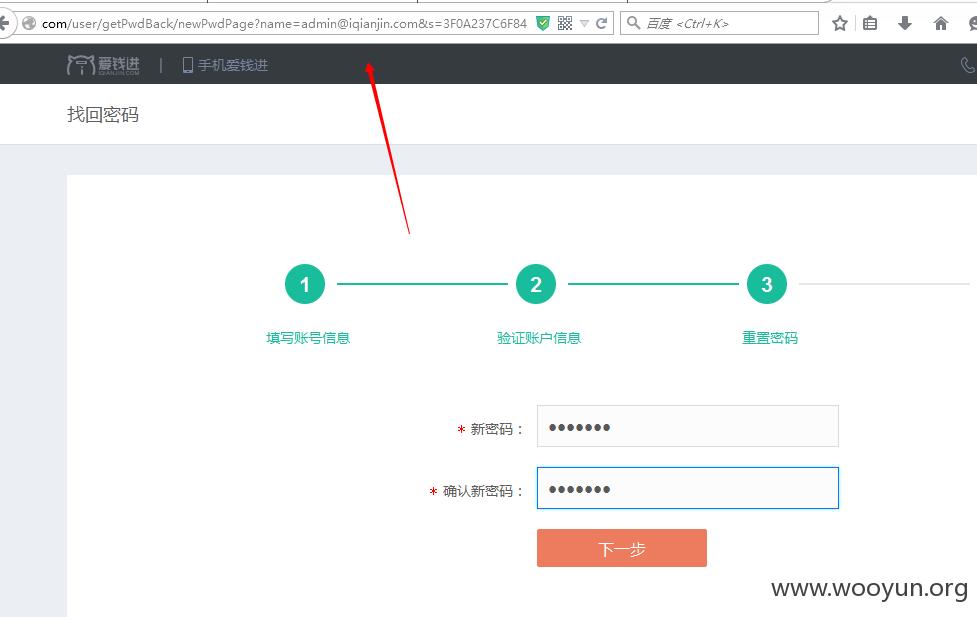 com/user/getPwdBack/newPwdPage?name=admin@iqianjin.com&s=3F0A237C6F84
百度 <Ctrl+K>
爱钱进
IQIANJIN.COM
手机爱钱进
找回密码
1 2 3
填写账号信息 验证账户信息 重置密码
* 新密码：
* 确认新密码：
下一步
www.wooyun.org